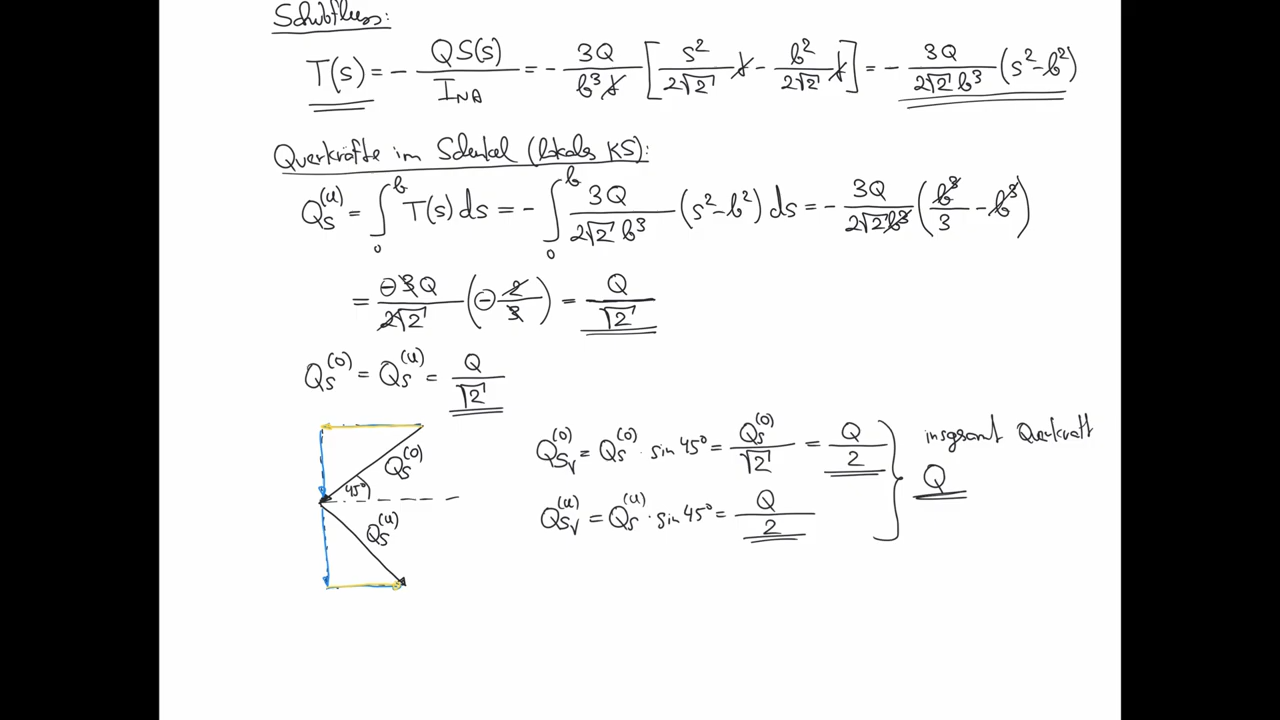 Schubfluss:
T(s) = - QS(s)/I_NA = - 3Q/(b³t) [ s²/(2√2) t - b²/(2√2) t ] = - 3Q/(2√2 b³) (s²-b²)
Querkräfte im Schenkel (lokales KS):
Q_s^(u) = ∫₀^b T(s) ds = - ∫₀^b 3Q/(2√2 b³) (s²-b²) ds = - 3Q/(2√2 b³) (b³/3 - b³)
= -3Q/(2√2) (-2/3) = Q/√2
Q_s^(o) = Q_s^(u) = Q/√2
Q_s^(o)
45°
Q_s^(u)
Q_sv^(o) = Q_s^(o) · sin 45° = Q_s^(o)/√2 = Q/2
Q_sv^(u) = Q_s^(u) · sin 45° = Q/2
insgesamt Querkraft
Q